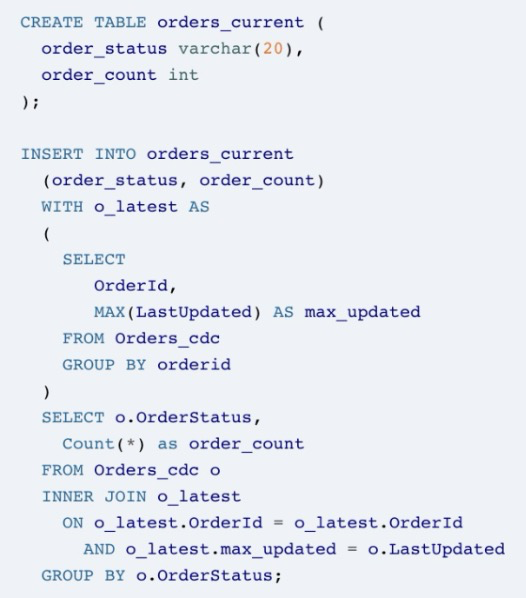 CREATE TABLE orders_current (
order_status varchar(20),
order_count int
);
INSERT INTO orders_current
(order_status, order_count)
WITH o_latest AS
(
SELECT
OrderId,
MAX(LastUpdated) AS max_updated
FROM Orders_cdc
GROUP BY orderid
)
SELECT o.OrderStatus,
Count(*) as order_count
FROM Orders_cdc o
INNER JOIN o_latest
ON o_latest.OrderId = o_latest.OrderId
AND o_latest.max_updated = o.LastUpdated
GROUP BY o.OrderStatus;